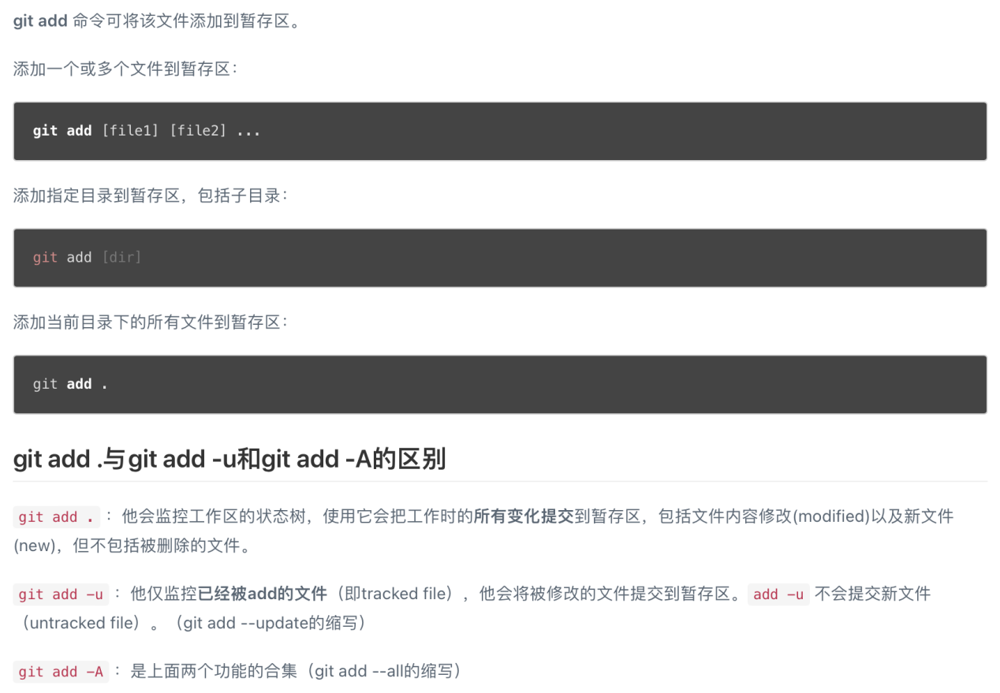 git add 命令可将该文件添加到暂存区。
添加一个或多个文件到暂存区：
git add [file1] [file2] ...
添加指定目录到暂存区，包括子目录：
git add [dir]
添加当前目录下的所有文件到暂存区：
git add .
git add .与git add -u和git add -A的区别
git add . ：他会监控工作区的状态树，使用它会把工作时的所有变化提交到暂存区，包括文件内容修改(modified)以及新文件
(new)，但不包括被删除的文件。
git add -u ：他仅监控已经被add的文件（即tracked file），他会将被修改的文件提交到暂存区。 add -u 不会提交新文件
（untracked file）。（git add --update的缩写）
git add -A ：是上面两个功能的合集（git add --all的缩写）